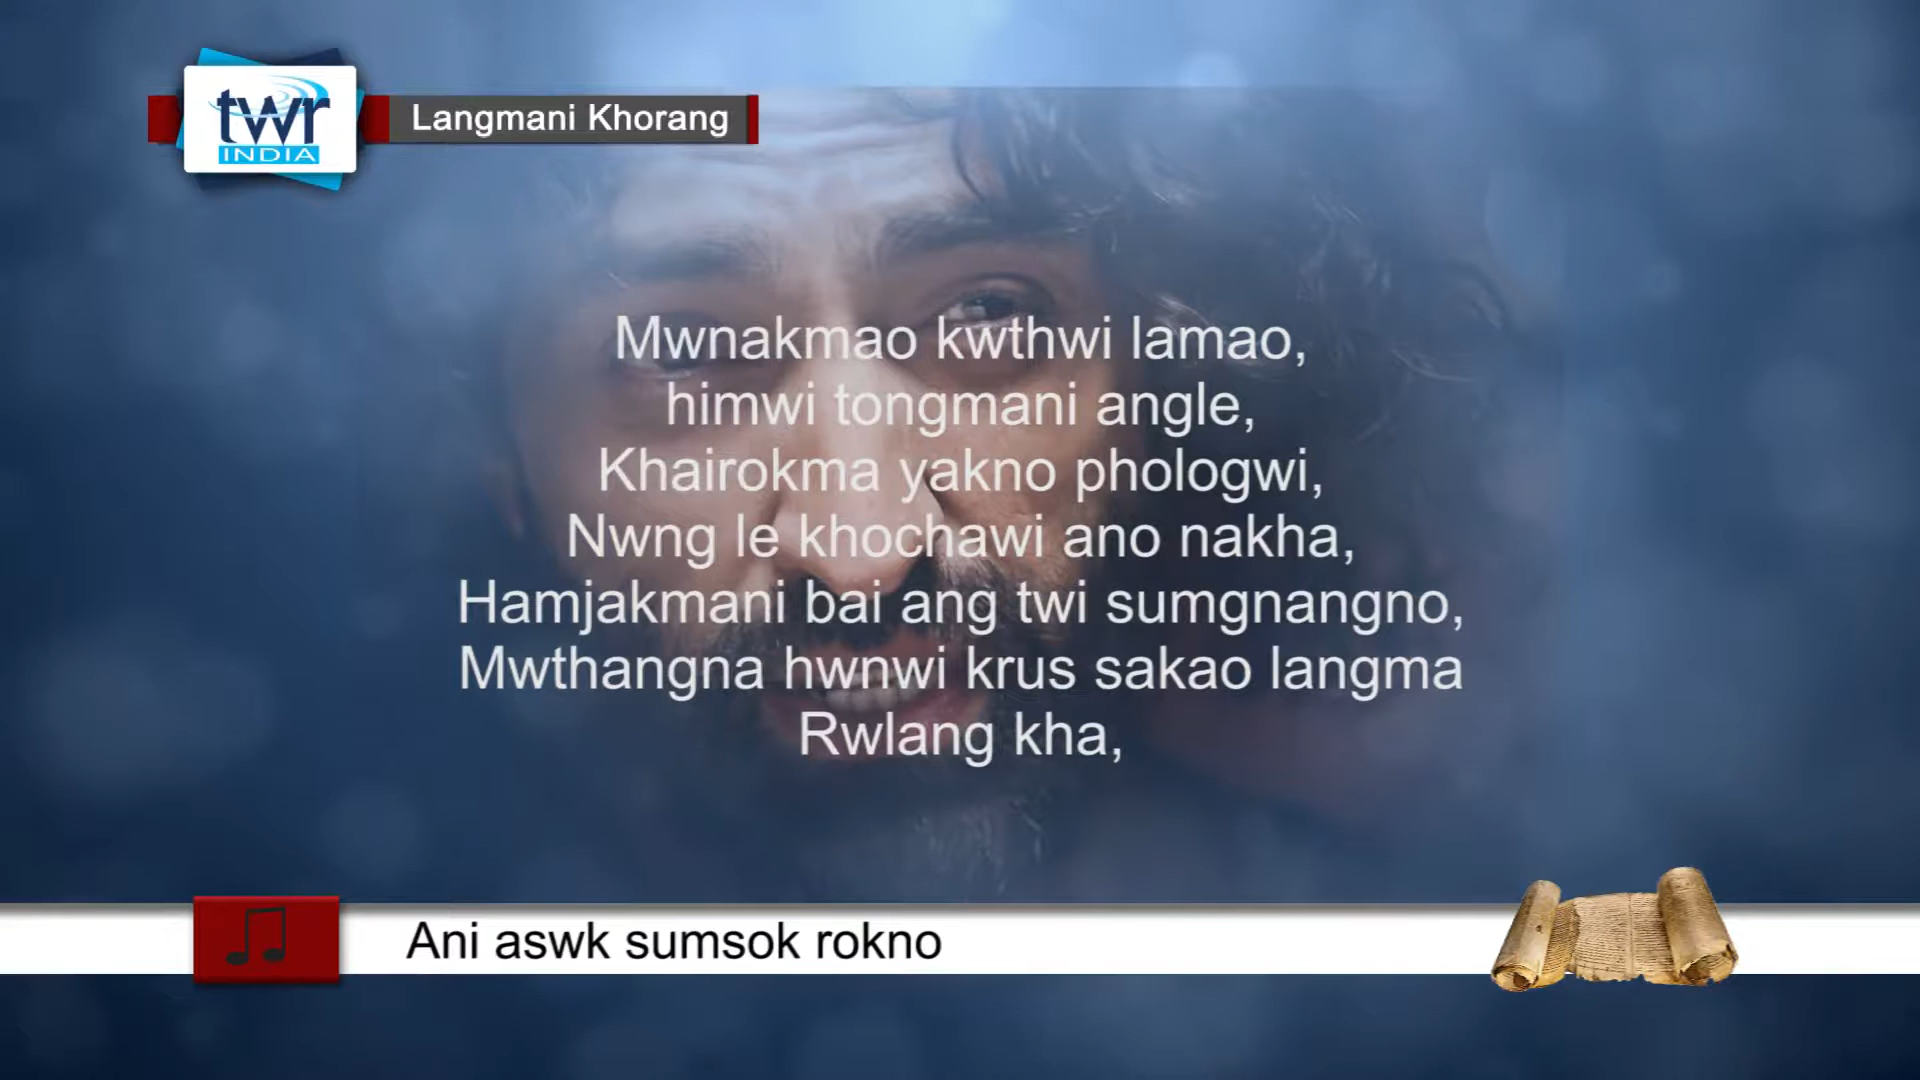 twr
INDIA
Langmani Khorang
Mwnakmao kwthwi lamao,
himwi tongmani angle,
Khairokma yakno phologwi,
Nwng le khochawi ano nakha,
Hamjakmani bai ang twi sumgnangno,
Mwthangna hwnwi krus sakao langma
Rwlang kha,
Ani aswk sumsok rokno